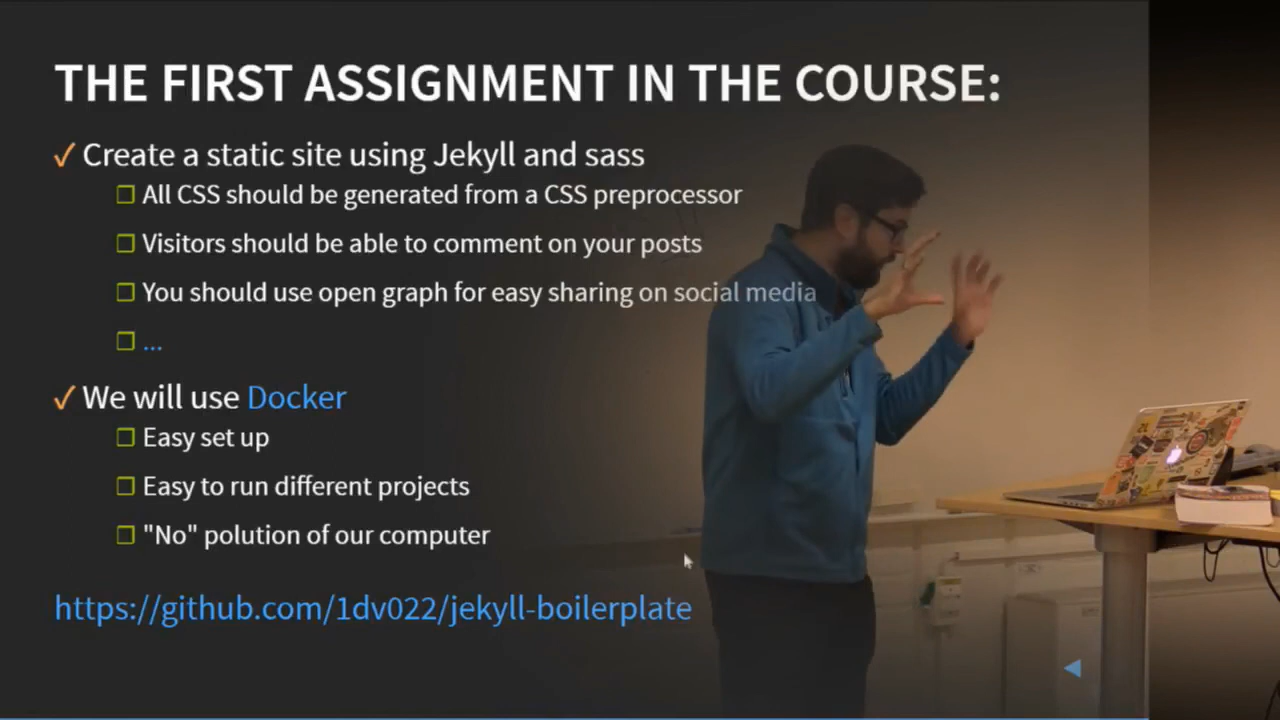 THE FIRST ASSIGNMENT IN THE COURSE:
Create a static site using Jekyll and sass
All CSS should be generated from a CSS preprocessor
Visitors should be able to comment on your posts
You should use open graph for easy sharing on social media
...
We will use Docker
Easy set up
Easy to run different projects
"No" polution of our computer
https://github.com/1dv022/jekyll-boilerplate